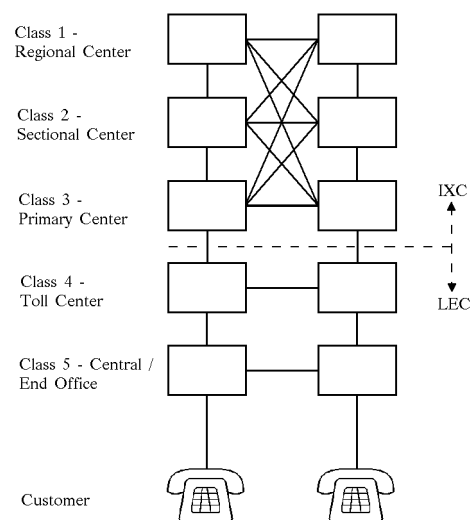 Class 1 -
Regional Center
Class 2 -
Sectional Center
Class 3 -
Primary Center
IXC
Class 4 -
Toll Center
LEC
Class 5 - Central /
End Office
Customer